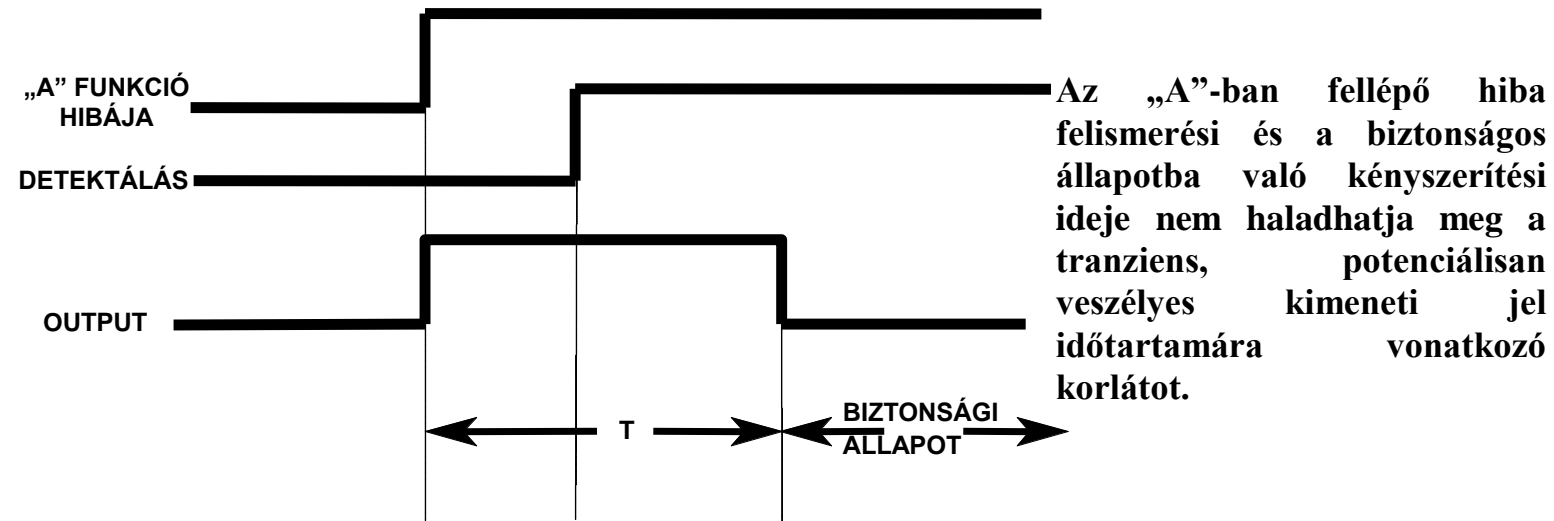 „A” FUNKCIÓ
HIBÁJA
DETEKTÁLÁS
OUTPUT
T
BIZTONSÁGI
ALLAPOT
Az „A”-ban fellépő hiba
felismerési és a biztonságos
állapotba való kényszerítési
ideje nem haladhatja meg a
tranziens, potenciálisan
veszélyes kimeneti jel
időtartamára vonatkozó
korlátot.